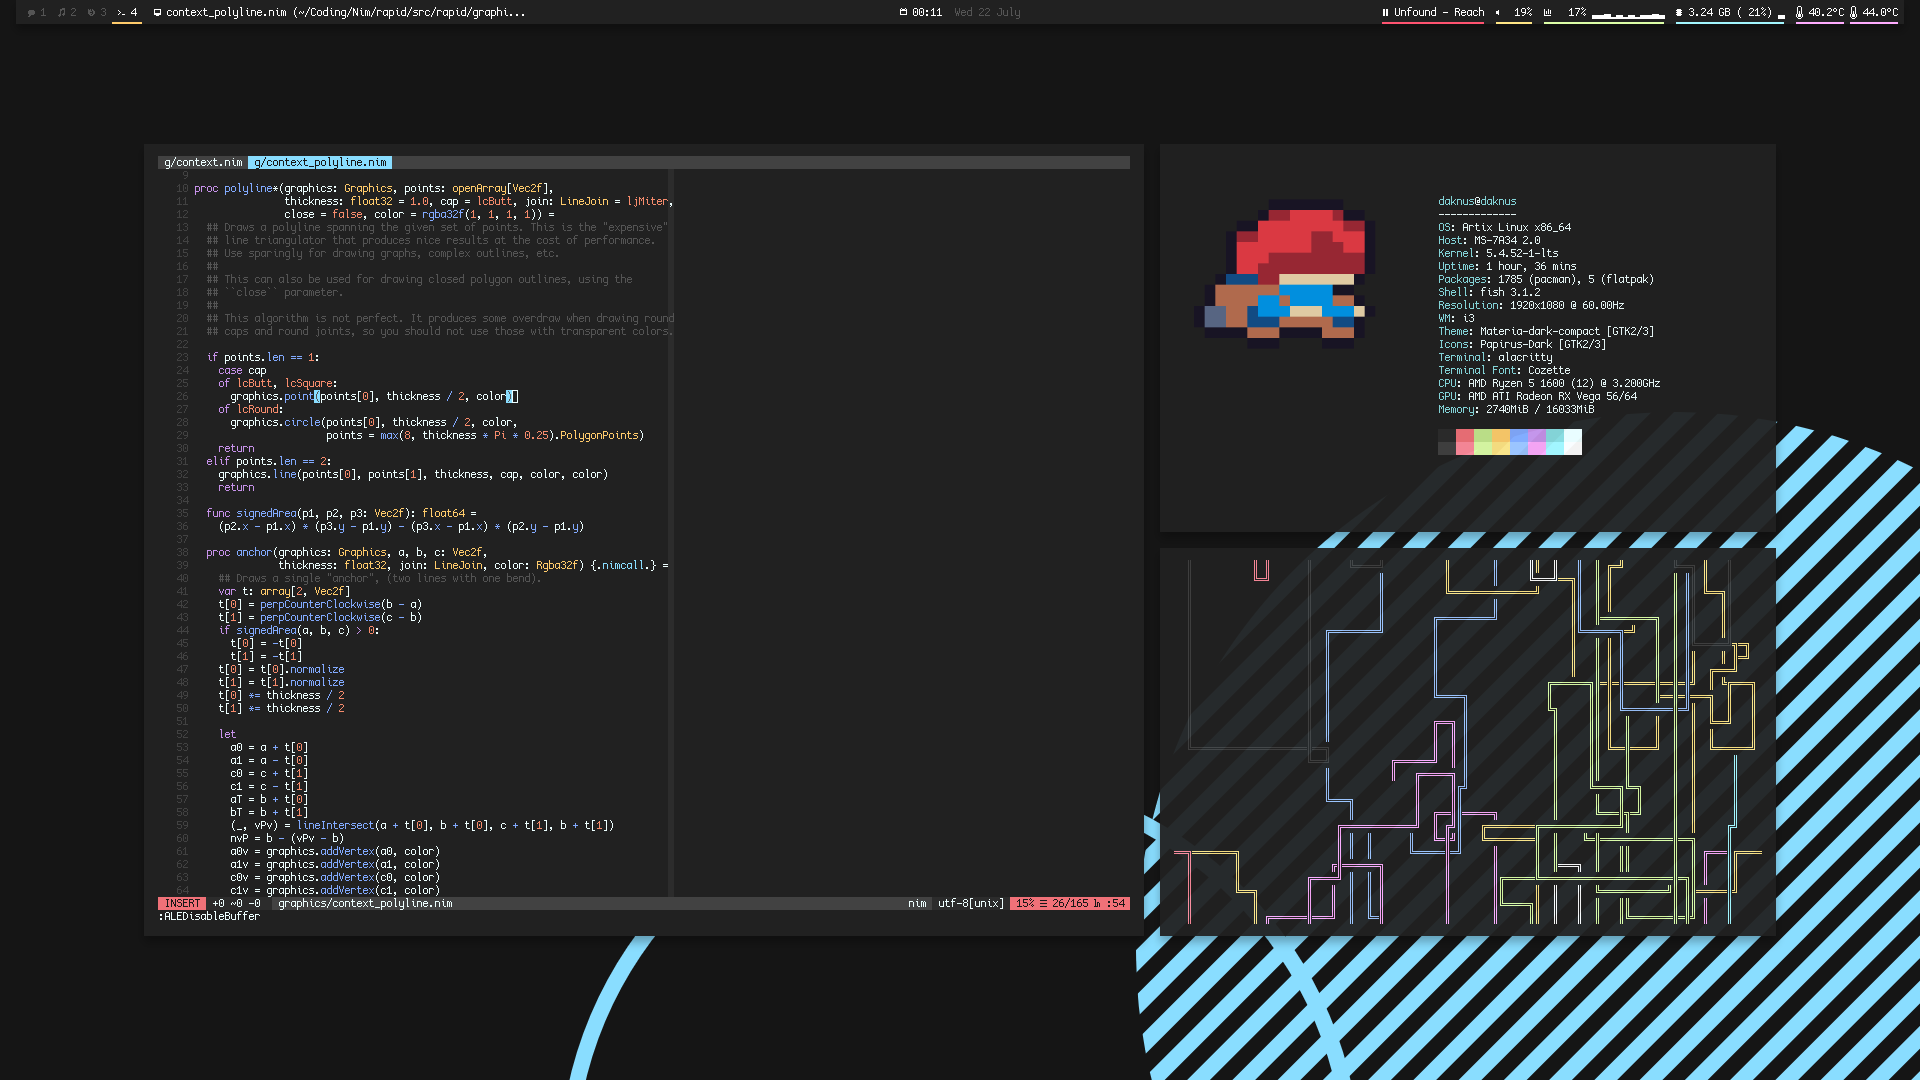 1 2 3 4 context_polyline.nim (~/Coding/Nim/rapid/src/rapid/graphi...
00:11 Wed 22 July
Unfound - Reach 19% 17% 3.24 GB ( 21%) 40.2°C 44.0°C
g/context.nim g/context_polyline.nim
9
10 proc polyline*(graphics: Graphics, points: openArray[Vec2f],
11 thickness: float32 = 1.0, cap = lcButt, join: LineJoin = ljMiter,
12 close = false, color = rgba32f(1, 1, 1, 1)) =
13 ## Draws a polyline spanning the given set of points. This is the "expensive"
14 ## line triangulator that produces nice results at the cost of performance.
15 ## Use sparingly for drawing graphs, complex outlines, etc.
16 ##
17 ## This can also be used for drawing closed polygon outlines, using the
18 ## ``close`` parameter.
19 ##
20 ## This algorithm is not perfect. It produces some overdraw when drawing round
21 ## caps and round joints, so you should not use those with transparent colors.
22
23 if points.len == 1:
24 case cap
25 of lcButt, lcSquare:
26 graphics.point(points[0], thickness / 2, color)
27 of lcRound:
28 graphics.circle(points[0], thickness / 2, color,
29 points = max(8, thickness * Pi * 0.25).PolygonPoints)
30 return
31 elif points.len == 2:
32 graphics.line(points[0], points[1], thickness, cap, color, color)
33 return
34
35 func signedArea(p1, p2, p3: Vec2f): float64 =
36 (p2.x - p1.x) * (p3.y - p1.y) - (p3.x - p1.x) * (p2.y - p1.y)
37
38 proc anchor(graphics: Graphics, a, b, c: Vec2f,
39 thickness: float32, join: LineJoin, color: Rgba32f) {.nimcall.} =
40 ## Draws a single "anchor", (two lines with one bend).
41 var t: array[2, Vec2f]
42 t[0] = perpCounterClockwise(b - a)
43 t[1] = perpCounterClockwise(c - b)
44 if signedArea(a, b, c) > 0:
45 t[0] = -t[0]
46 t[1] = -t[1]
47 t[0] = t[0].normalize
48 t[1] = t[1].normalize
49 t[0] *= thickness / 2
50 t[1] *= thickness / 2
51
52 let
53 a0 = a + t[0]
54 a1 = a - t[0]
55 c0 = c + t[1]
56 c1 = c - t[1]
57 aT = b + t[0]
58 bT = b + t[1]
59 (_, vPv) = lineIntersect(a + t[0], b + t[0], c + t[1], b + t[1])
60 nvP = b - (vPv - b)
61 a0v = graphics.addVertex(a0, color)
62 a1v = graphics.addVertex(a1, color)
63 c0v = graphics.addVertex(c0, color)
64 c1v = graphics.addVertex(c1, color)
INSERT +0 ~0 -0 graphics/context_polyline.nim nim utf-8[unix] 15% ☰ 26/165 ㏑ :54
:ALEDisableBuffer
daknus@daknus
-------------
OS: Artix Linux x86_64
Host: MS-7A34 2.0
Kernel: 5.4.52-1-lts
Uptime: 1 hour, 36 mins
Packages: 1785 (pacman), 5 (flatpak)
Shell: fish 3.1.2
Resolution: 1920x1080 @ 60.00Hz
WM: i3
Theme: Materia-dark-compact [GTK2/3]
Icons: Papirus-Dark [GTK2/3]
Terminal: alacritty
Terminal Font: Cozette
CPU: AMD Ryzen 5 1600 (12) @ 3.200GHz
GPU: AMD ATI Radeon RX Vega 56/64
Memory: 2740MiB / 16033MiB